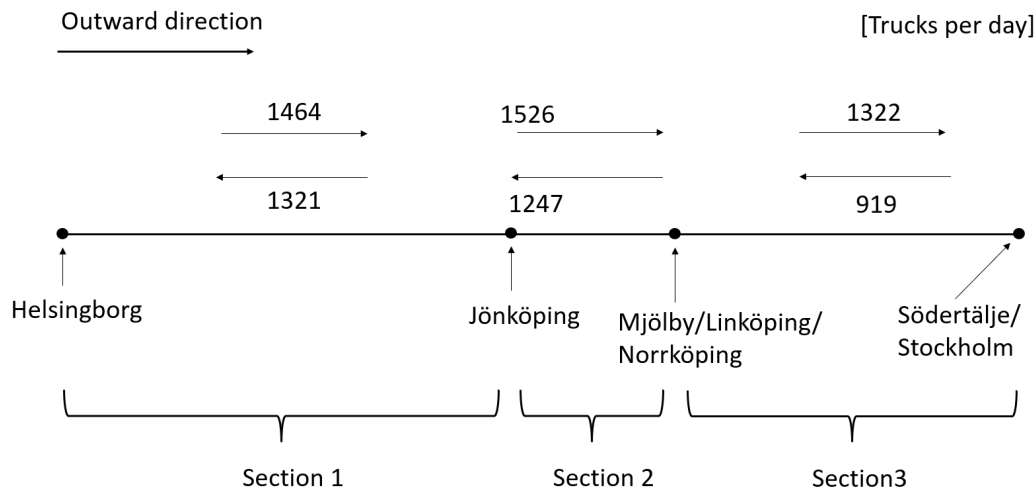 Outward direction
[Trucks per day]
1464
1526
1322
1321
1247
919
Helsingborg
Jönköping
Mjölby/Linköping/
Norrköping
Södertälje/
Stockholm
Section 1
Section 2
Section3